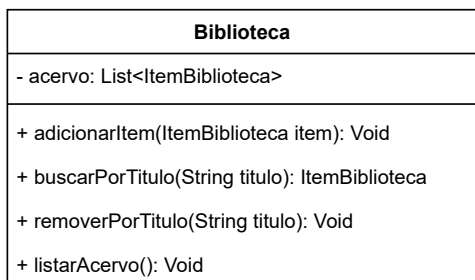 Biblioteca
- acervo: List<ItemBiblioteca>
+ adicionarItem(ItemBiblioteca item): Void
+ buscarPorTitulo(String titulo): ItemBiblioteca
+ removerPorTitulo(String titulo): Void
+ listarAcervo(): Void